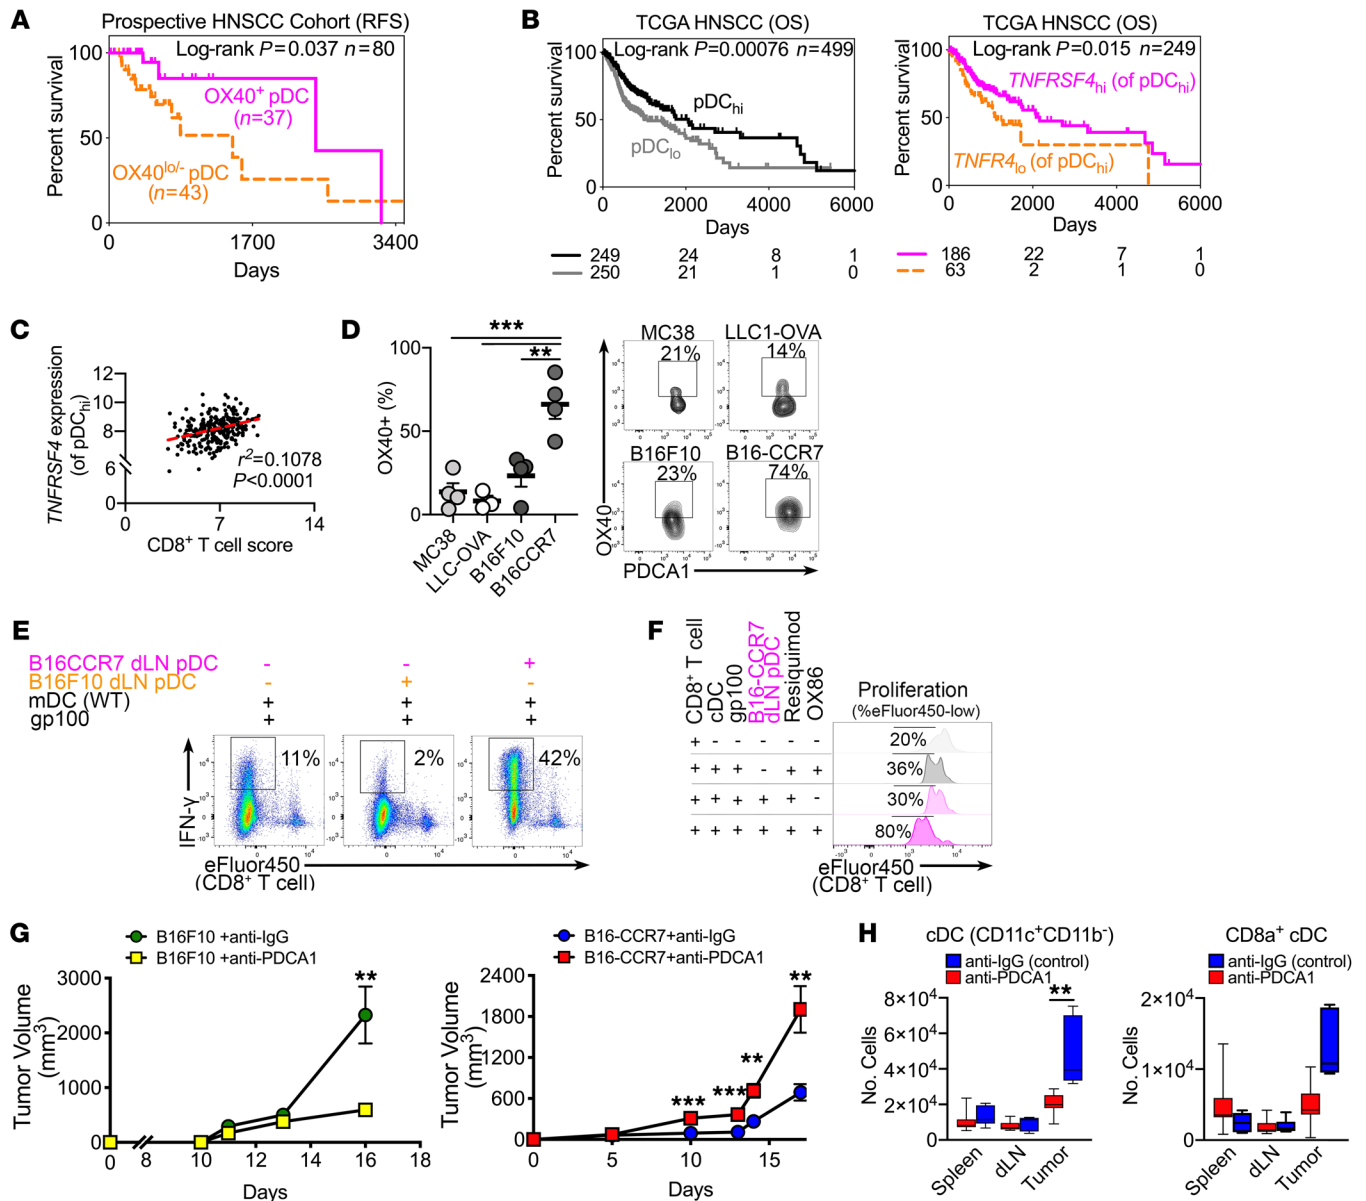 A
Prospective HNSCC Cohort (RFS)
Log-rank P=0.037 n=80
Percent survival
100
50
0
OX40+ pDC
(n=37)
OX40lo/- pDC
(n=43)
0 1700 3400
Days
B
TCGA HNSCC (OS)
Log-rank P=0.00076 n=499
Percent survival
100
50
0
pDChi
pDClo
0 2000 4000 6000
Days
249 24 8 1
250 21 1 0
TCGA HNSCC (OS)
Log-rank P=0.015 n=249
Percent survival
100
50
0
TNFRSF4hi (of pDChi)
TNFR4lo (of pDChi)
0 2000 4000 6000
Days
186 22 7 1
63 2 1 0
C
TNFRSF4 expression
(of pDChi)
12
10
8
6
0
r2=0.1078
P<0.0001
0 7 14
CD8+ T cell score
D
OX40+ (%)
100
50
0
***
**
MC38
LLC-OVA
B16F10
B16CCR7
MC38 LLC1-OVA
21% 14%
B16F10 B16-CCR7
23% 74%
OX40
PDCA1
E
B16CCR7 dLN pDC - - +
B16F10 dLN pDC - + -
mDC (WT) + + +
gp100 + + +
IFN-γ
11% 2% 42%
eFluor450
(CD8+ T cell)
F
CD8+ T cell
cDC
gp100
B16-CCR7
dLN pDC
Resiquimod
OX86
Proliferation
(%eFluor450-low)
+ - - - - - 20%
+ + + - + + 36%
+ + + + + - 30%
+ + + + + + 80%
eFluor450
(CD8+ T cell)
G
B16F10 +anti-IgG
B16F10 +anti-PDCA1
Tumor Volume
(mm3)
3000
2000
1000
0
**
0 8 10 12 14 16 18
Days
B16-CCR7+anti-IgG
B16-CCR7+anti-PDCA1
Tumor Volume
(mm3)
2400
1800
1200
600
0
*** *** ** **
0 5 10 15
Days
H
cDC (CD11c+CD11b-)
anti-IgG (control)
anti-PDCA1
No. Cells
8×104
6×104
4×104
2×104
0
**
Spleen
dLN
Tumor
CD8a+ cDC
anti-IgG (control)
anti-PDCA1
No. Cells
2×104
1×104
0
Spleen
dLN
Tumor